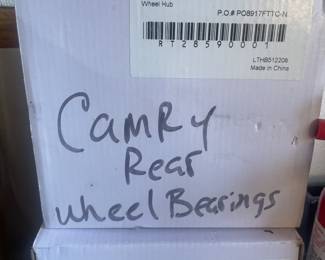 Wheel Hub
P.O.# PO8917FTTC-N
RT28590001
LTHB512206
Made in China
CAMRY
Rear
wheel Bearings